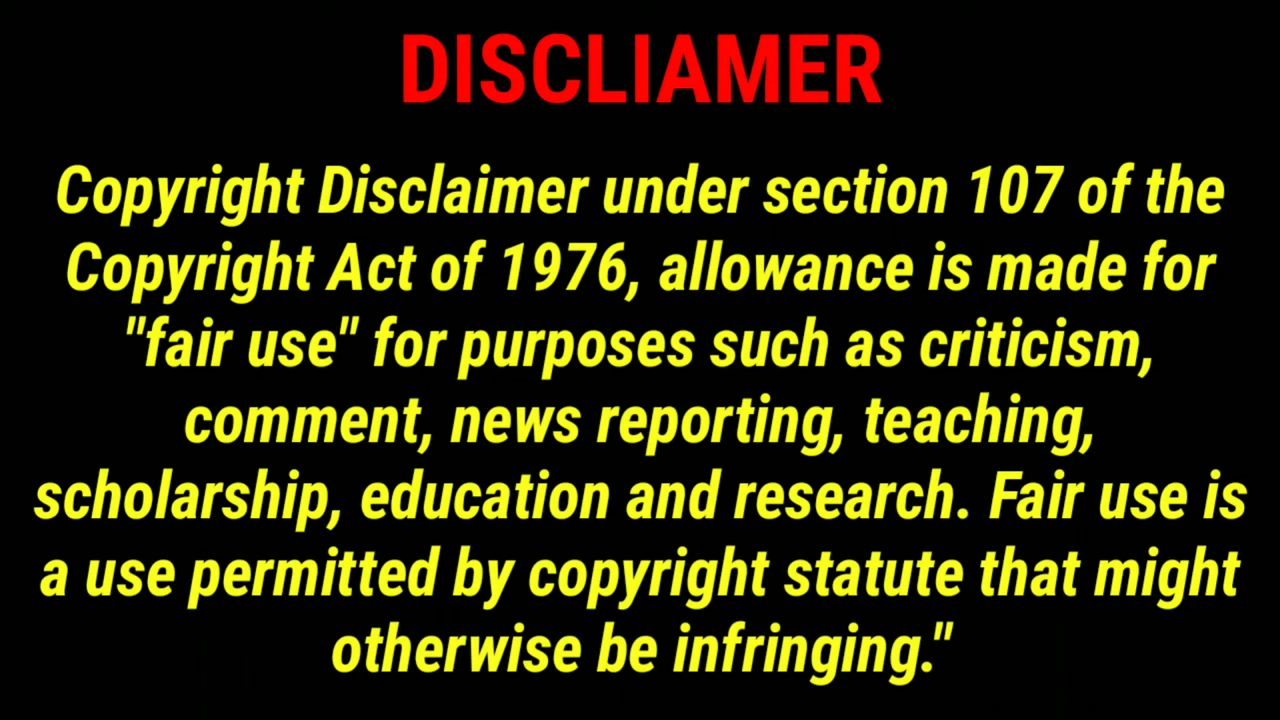 DISCLIAMER
Copyright Disclaimer under section 107 of the
Copyright Act of 1976, allowance is made for
"fair use" for purposes such as criticism,
comment, news reporting, teaching,
scholarship, education and research. Fair use is
a use permitted by copyright statute that might
otherwise be infringing."